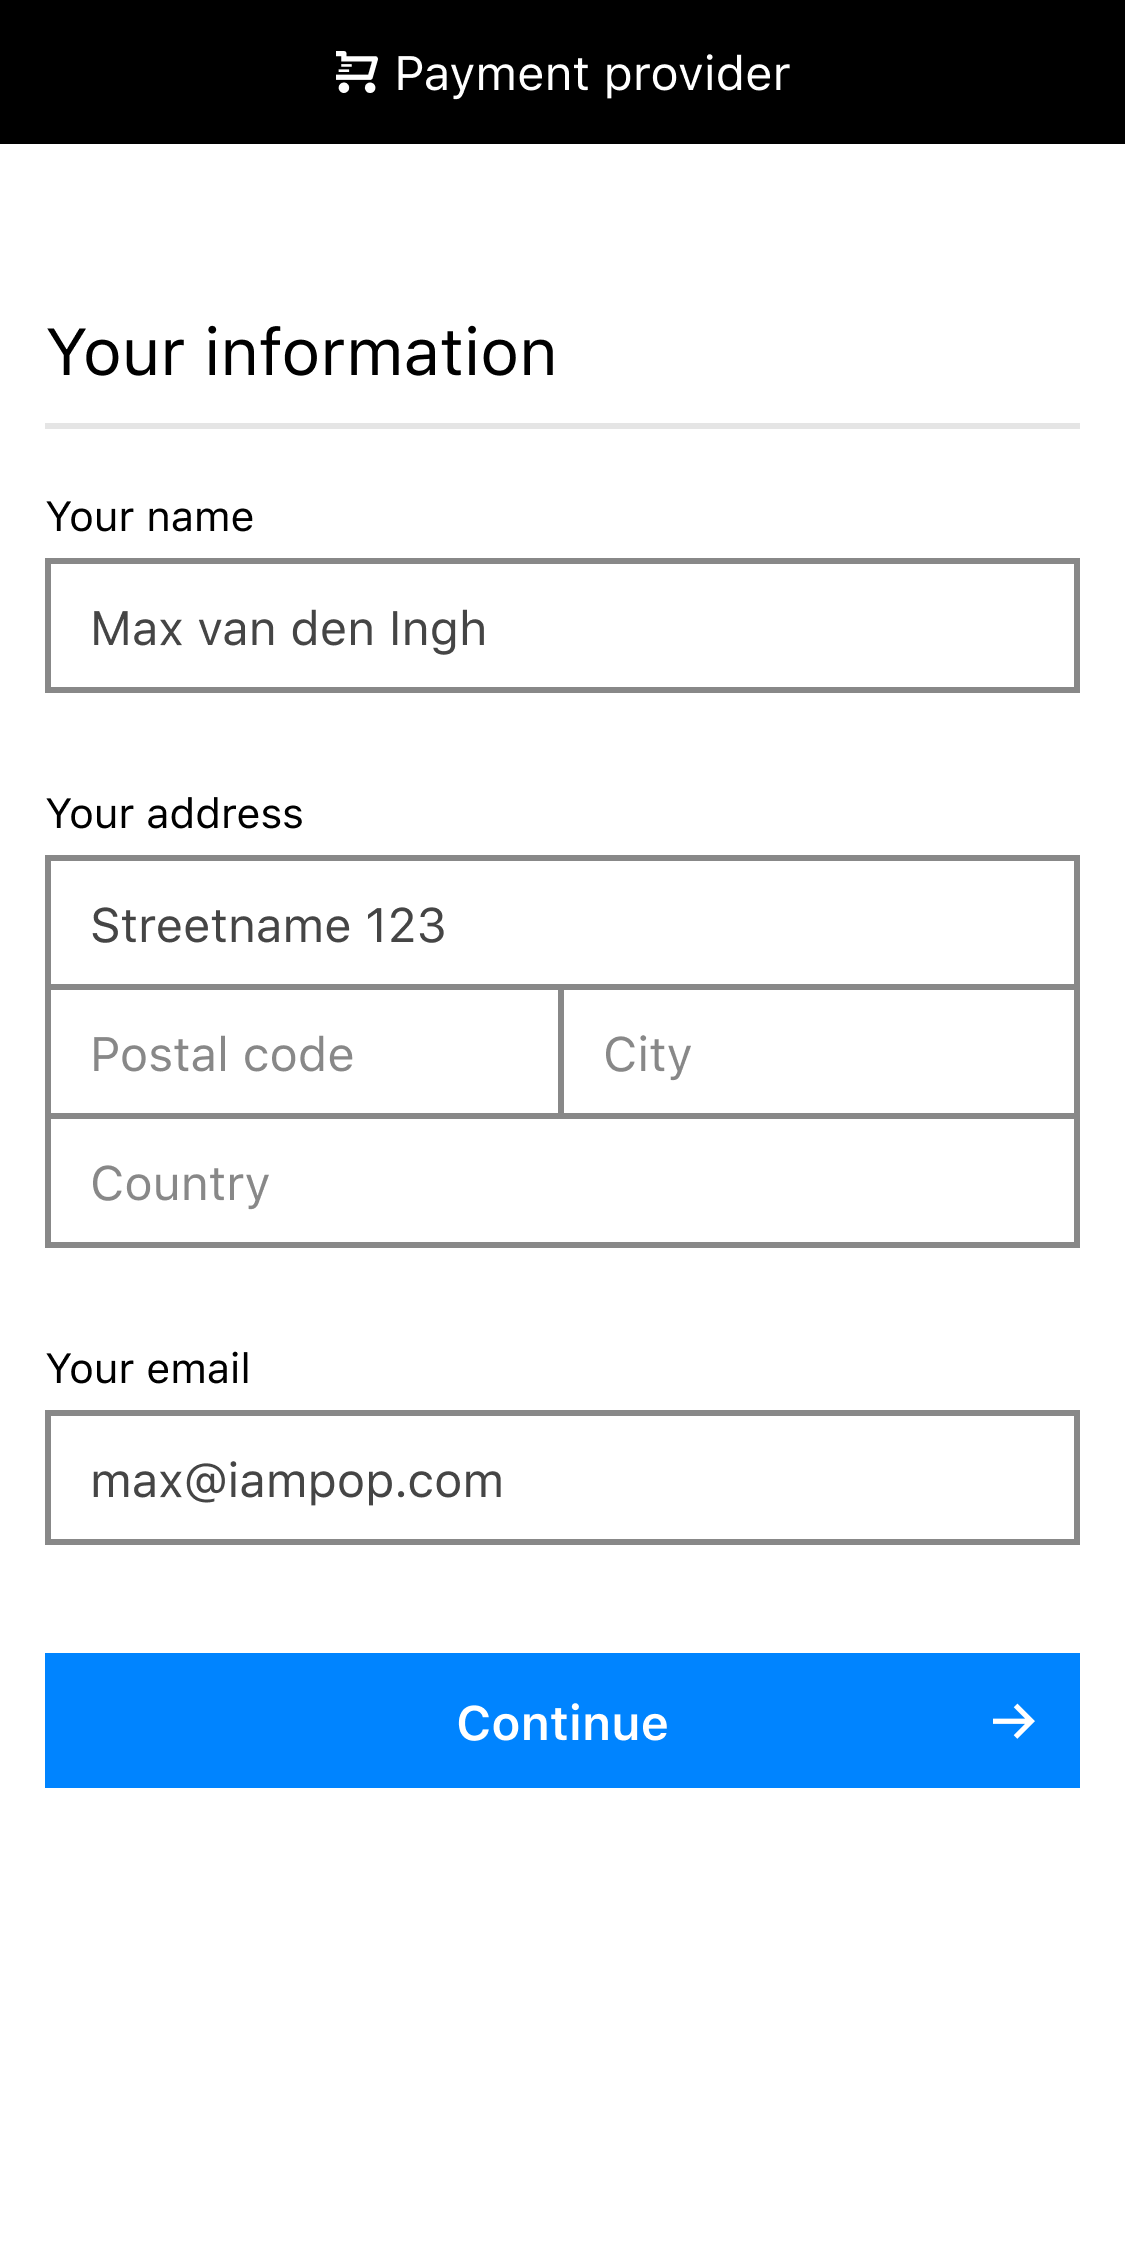 Payment provider
Your information
Your name
Max van den Ingh
Your address
Streetname 123
Postal code City
Country
Your email
max@iampop.com
Continue